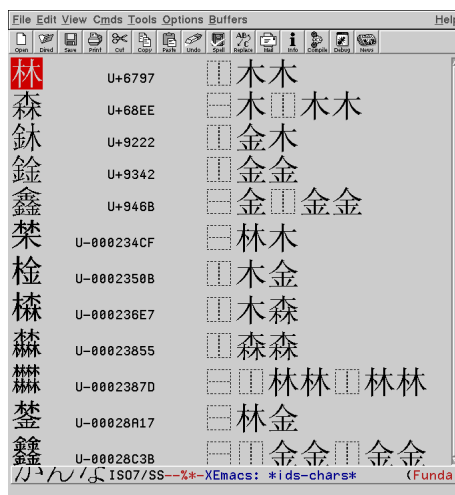 File Edit View Cmds Tools Options Buffers Help
Open Dired Save Print Cut Copy Paste Undo Spell Replace Mail Info Compile Debug News
林 U+6797 ⿰木木
森 U+68EE ⿱木⿰木木
鈢 U+9222 ⿰金木
鍂 U+9342 ⿰金金
鑫 U+946B ⿱金⿰金金
𣓏 U-000234CF ⿱林木
𣔋 U-0002350B ⿰木金
𣛧 U-000236E7 ⿰木森
𣡕 U-00023855 ⿰森森
𣡽 U-0002387D ⿱⿰林林⿰林林
𨨗 U-00028A17 ⿱林金
𨰻 U-00028C3B ⿱⿰金金⿰金金
かんな ISO7/SS--%*-XEmacs: *ids-chars* (Funda